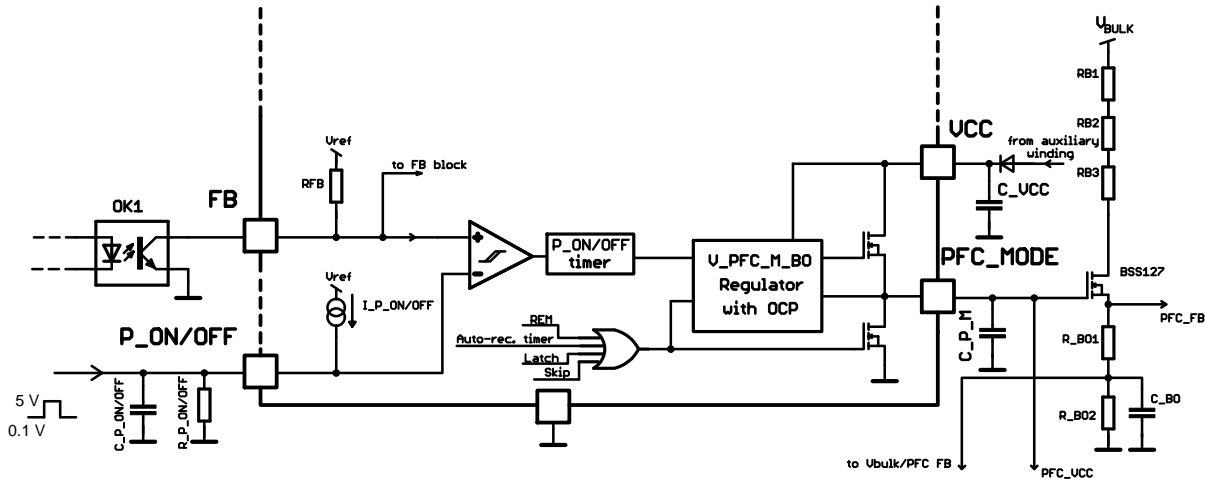 VBULK
RB1
RB2
RB3
VCC
from auxiliary
winding
C_VCC
Vref
to FB block
RFB
FB
OK1
P_ON/OFF
timer
V_PFC_M_BO
Regulator
with OCP
PFC_MODE
BSS127
PFC_FB
Vref
I_P_ON/OFF
REM
Auto-rec. timer
Latch
Skip
P_ON/OFF
C_P_M
R_BO1
C_P_ON/OFF
R_P_ON/OFF
5 V
0.1 V
R_BO2
C_BO
to Vbulk/PFC FB
PFC_VCC
+
-